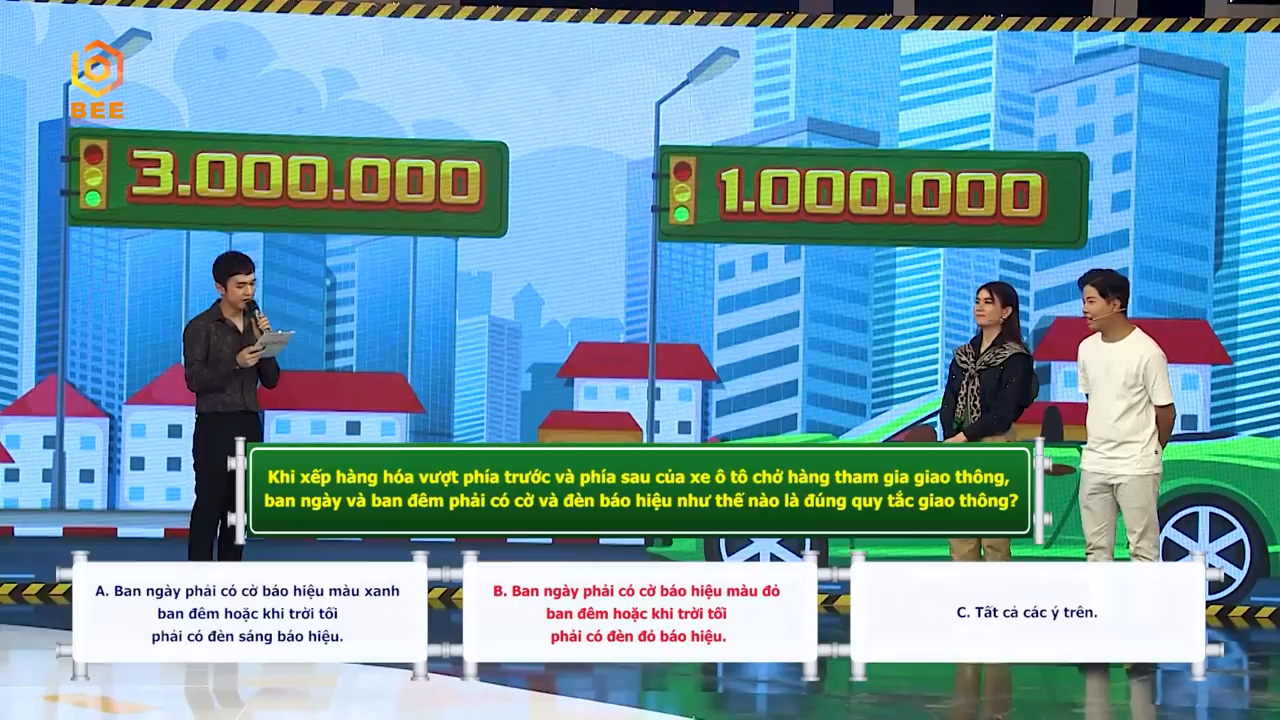 BEE
3.000.000
1.000.000
Khi xếp hàng hóa vượt phía trước và phía sau của xe ô tô chở hàng tham gia giao thông,
ban ngày và ban đêm phải có cờ và đèn báo hiệu như thế nào là đúng quy tắc giao thông?
A. Ban ngày phải có cờ báo hiệu màu xanh
ban đêm hoặc khi trời tối
phải có đèn sáng báo hiệu.
B. Ban ngày phải có cờ báo hiệu màu đỏ
ban đêm hoặc khi trời tối
phải có đèn đỏ báo hiệu.
C. Tất cả các ý trên.